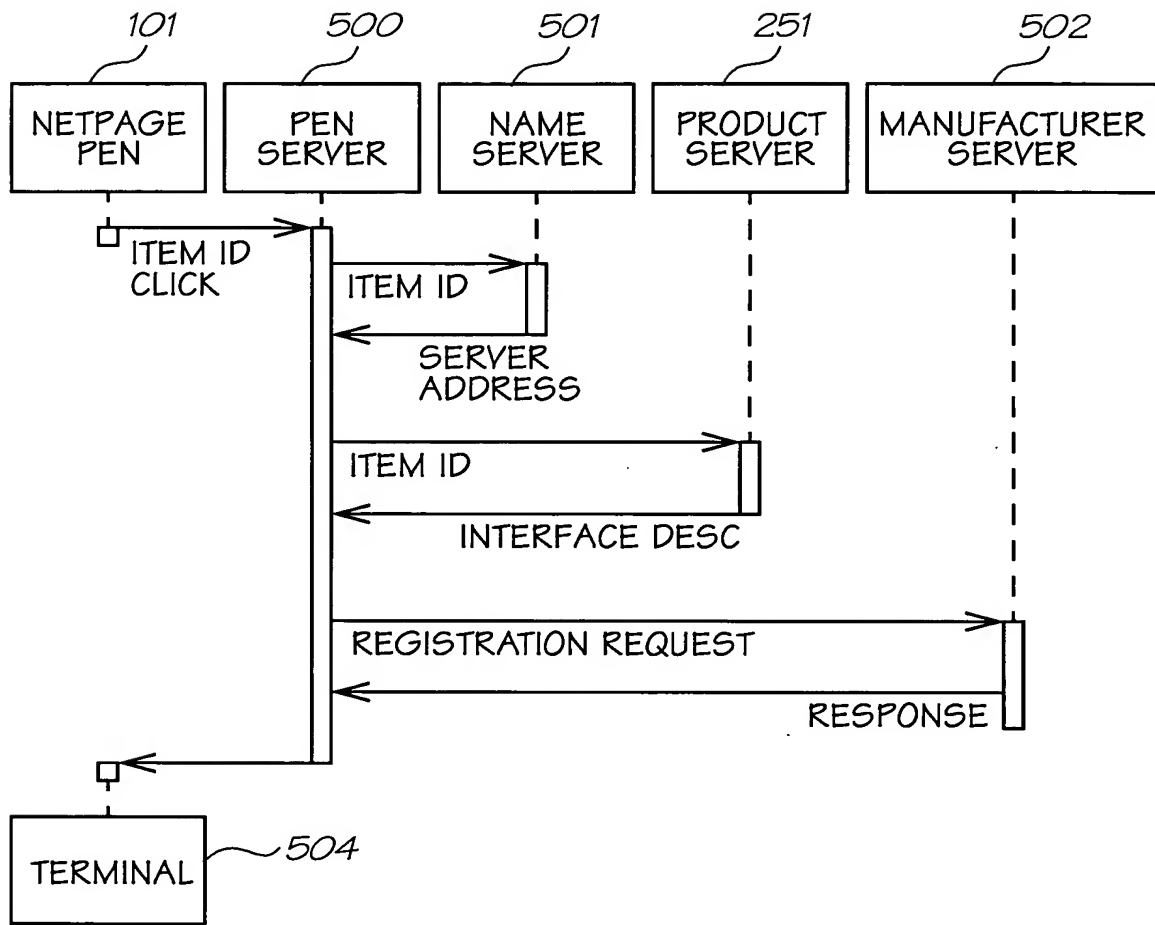 101
500
501
251
502
NETPAGE
PEN
PEN
SERVER
NAME
SERVER
PRODUCT
SERVER
MANUFACTURER
SERVER
ITEM ID
CLICK
ITEM ID
SERVER
ADDRESS
ITEM ID
INTERFACE DESC
REGISTRATION REQUEST
RESPONSE
TERMINAL
504